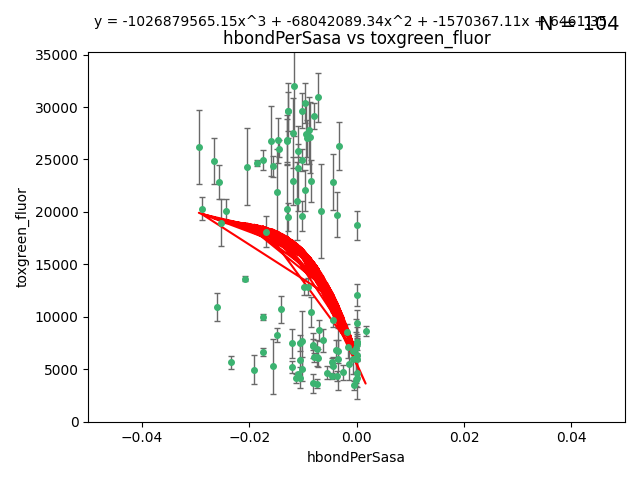 y = -1026879565.15x^3 + -68042089.34x^2 + -1570367.11x + 6461.35
N = 104
hbondPerSasa vs toxgreen_fluor
toxgreen_fluor
35000
30000
25000
20000
15000
10000
5000
0
-0.04
-0.02
0.00
0.02
0.04
hbondPerSasa